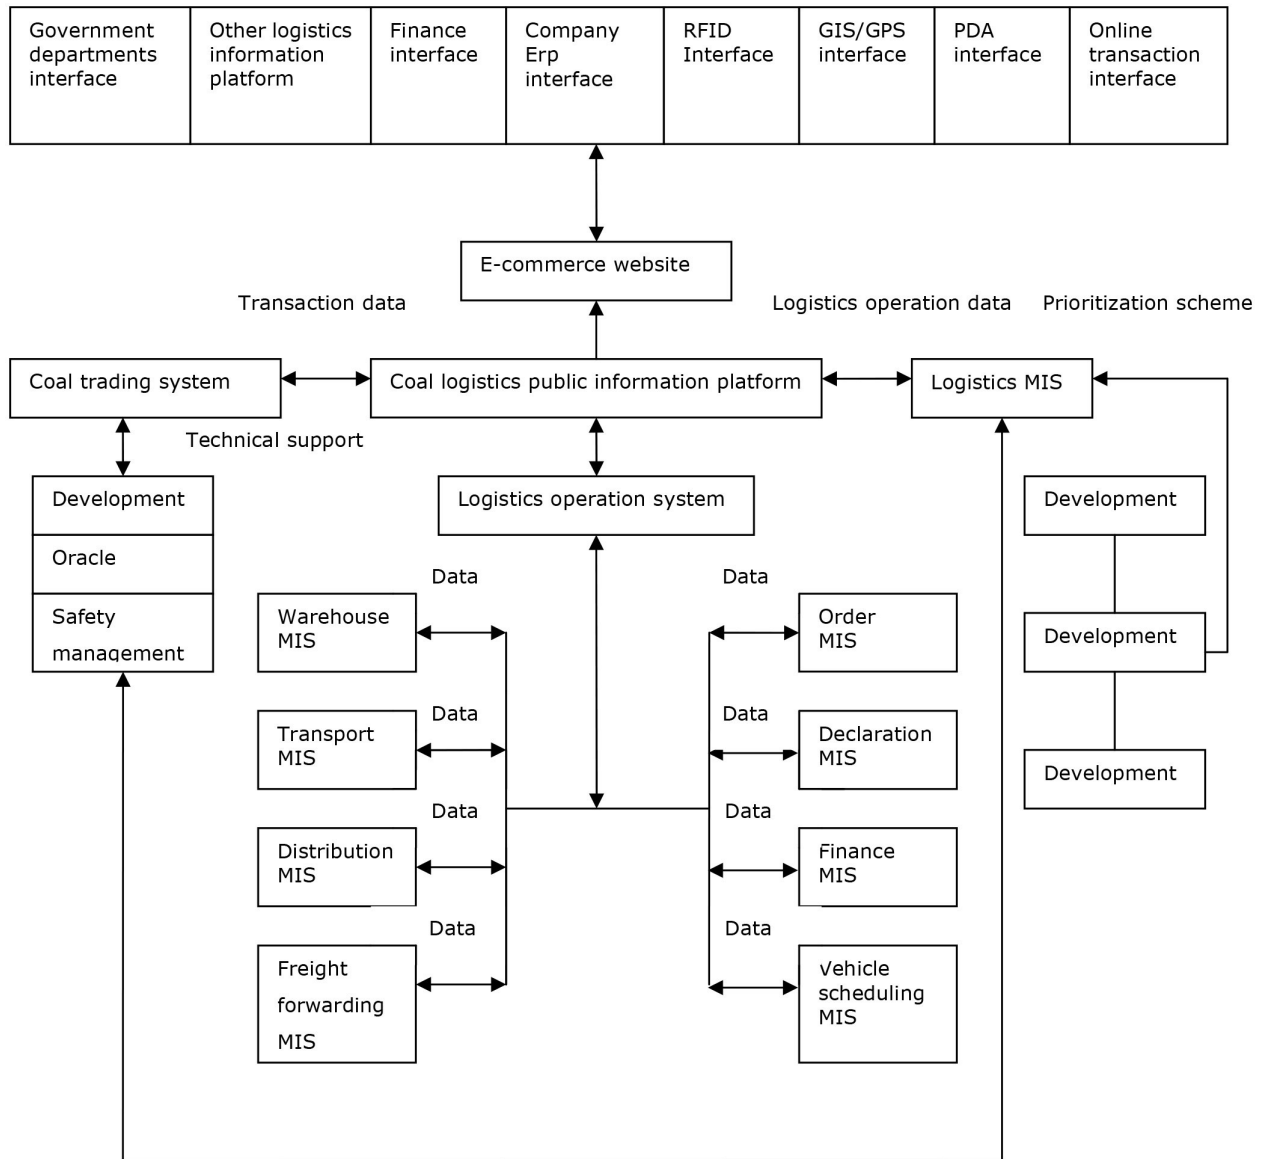 Government
departments
interface
Other logistics
information
platform
Finance
interface
Company
Erp
interface
RFID
Interface
GIS/GPS
interface
PDA
interface
Online
transaction
interface
E-commerce website
Transaction data
Logistics operation data
Prioritization scheme
Coal trading system
Coal logistics public information platform
Logistics MIS
Technical support
Development
Oracle
Safety
management
Logistics operation system
Development
Development
Development
Data
Data
Warehouse
MIS
Order
MIS
Data
Data
Transport
MIS
Declaration
MIS
Data
Data
Distribution
MIS
Finance
MIS
Data
Data
Freight
forwarding
MIS
Vehicle
scheduling
MIS